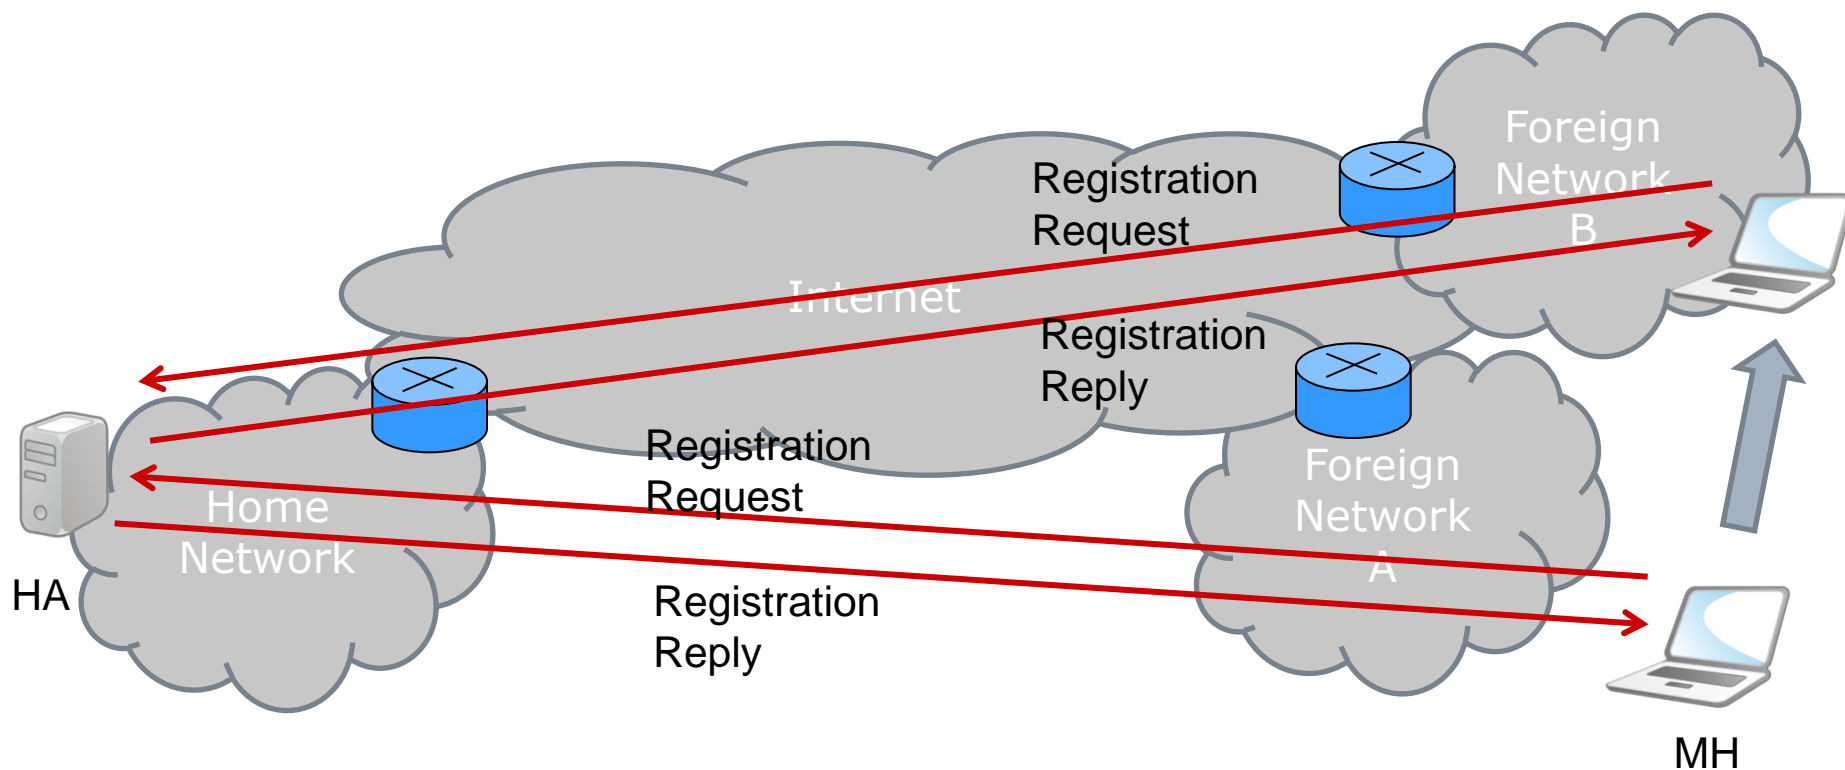 Foreign
Network
B
Registration
Request
Internet
Registration
Reply
Registration
Request
Foreign
Network
A
Home
Network
HA
Registration
Reply
MH